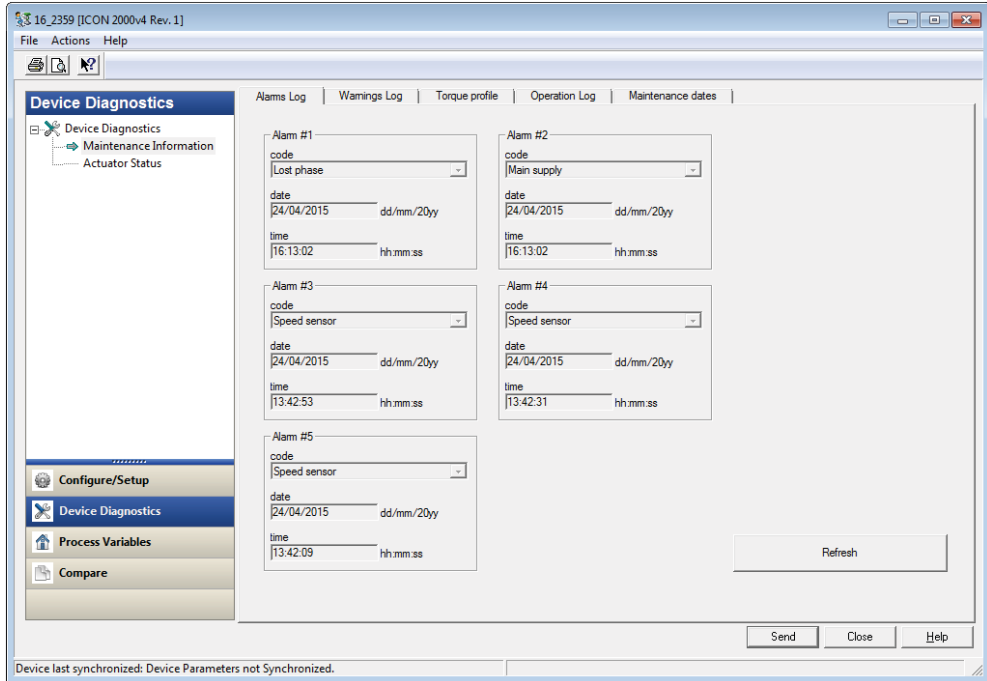 16_2359 [ICON 2000v4 Rev. 1]
File Actions Help
Device Diagnostics
Device Diagnostics
Maintenance Information
Actuator Status
Configure/Setup
Device Diagnostics
Process Variables
Compare
Alarms Log Warnings Log Torque profile Operation Log Maintenance dates
Alarm #1
code
Lost phase
date
24/04/2015 dd/mm/20yy
time
16:13:02 hh:mm:ss
Alarm #2
code
Main supply
date
24/04/2015 dd/mm/20yy
time
16:13:02 hh:mm:ss
Alarm #3
code
Speed sensor
date
24/04/2015 dd/mm/20yy
time
13:42:53 hh:mm:ss
Alarm #4
code
Speed sensor
date
24/04/2015 dd/mm/20yy
time
13:42:31 hh:mm:ss
Alarm #5
code
Speed sensor
date
24/04/2015 dd/mm/20yy
time
13:42:09 hh:mm:ss
Refresh
Send Close Help
Device last synchronized: Device Parameters not Synchronized.